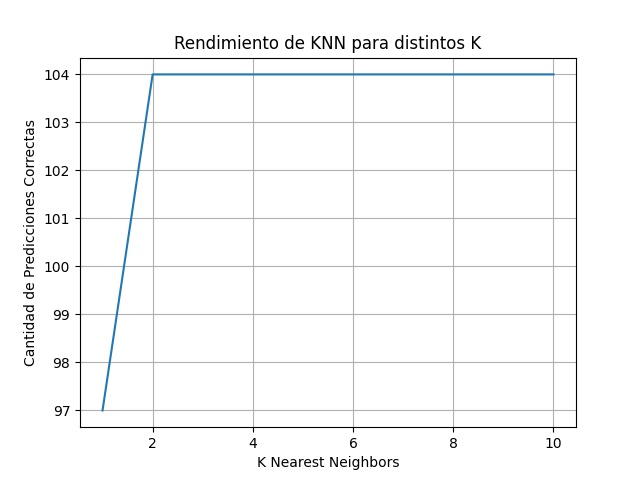 Rendimiento de KNN para distintos K
Cantidad de Predicciones Correctas
104
103
102
101
100
99
98
97
2 4 6 8 10
K Nearest Neighbors